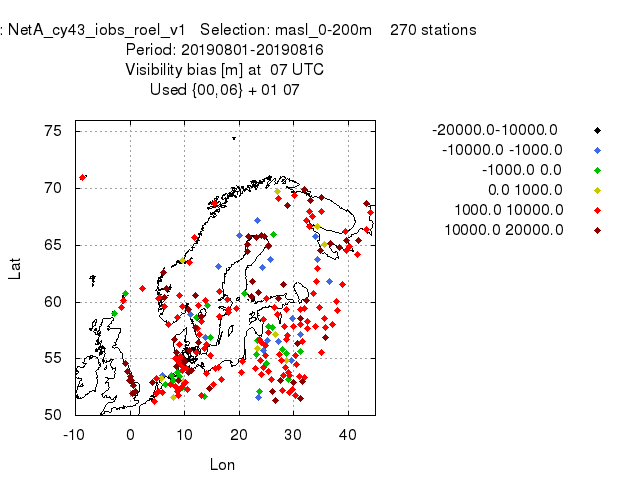 : NetA_cy43_iobs_roel_v1 Selection: masl_0-200m 270 stations
Period: 20190801-20190816
Visibility bias [m] at 07 UTC
Used {00,06} + 01 07
-20000.0-10000.0
-10000.0 -1000.0
-1000.0 0.0
0.0 1000.0
1000.0 10000.0
10000.0 20000.0
75
70
65
60
55
50
Lat
-10 0 10 20 30 40
Lon